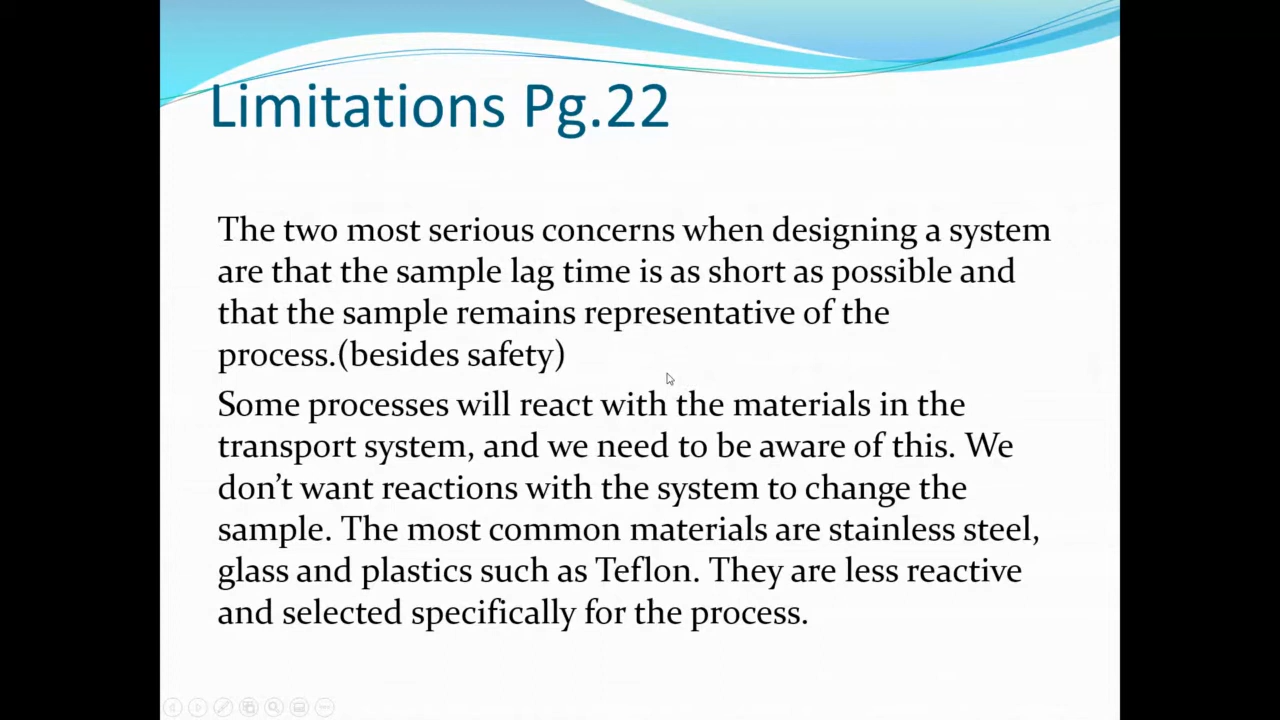 Limitations Pg.22
The two most serious concerns when designing a system
are that the sample lag time is as short as possible and
that the sample remains representative of the
process.(besides safety)
Some processes will react with the materials in the
transport system, and we need to be aware of this. We
don’t want reactions with the system to change the
sample. The most common materials are stainless steel,
glass and plastics such as Teflon. They are less reactive
and selected specifically for the process.